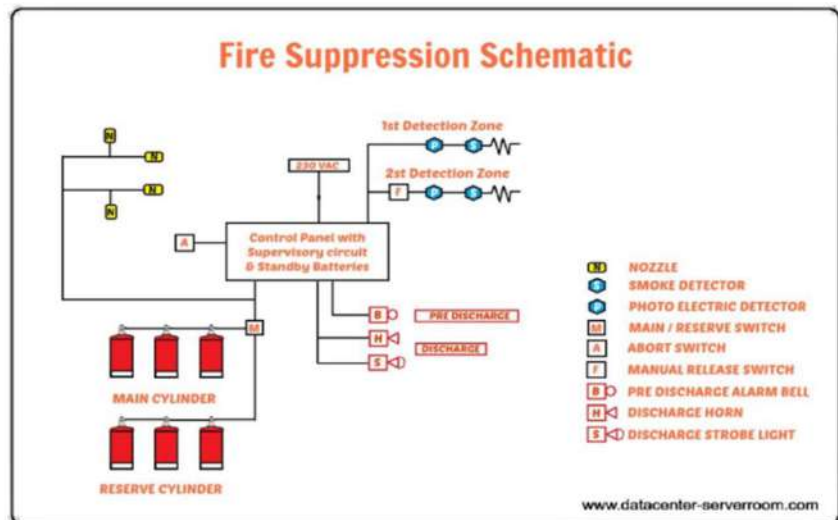 Fire Suppression Schematic
1st Detection Zone
P S
230 VAC
2st Detection Zone
F P S
N
N
N
N
A
Control Panel with
Supervisory circuit
& Standby Batteries
B PRE DISCHARGE
M
H
DISCHARGE
S
MAIN CYLINDER
RESERVE CYLINDER
N NOZZLE
S SMOKE DETECTOR
P PHOTO ELECTRIC DETECTOR
M MAIN / RESERVE SWITCH
A ABORT SWITCH
F MANUAL RELEASE SWITCH
B PRE DISCHARGE ALARM BELL
H DISCHARGE HORN
S DISCHARGE STROBE LIGHT
www.datacenter-serverroom.com